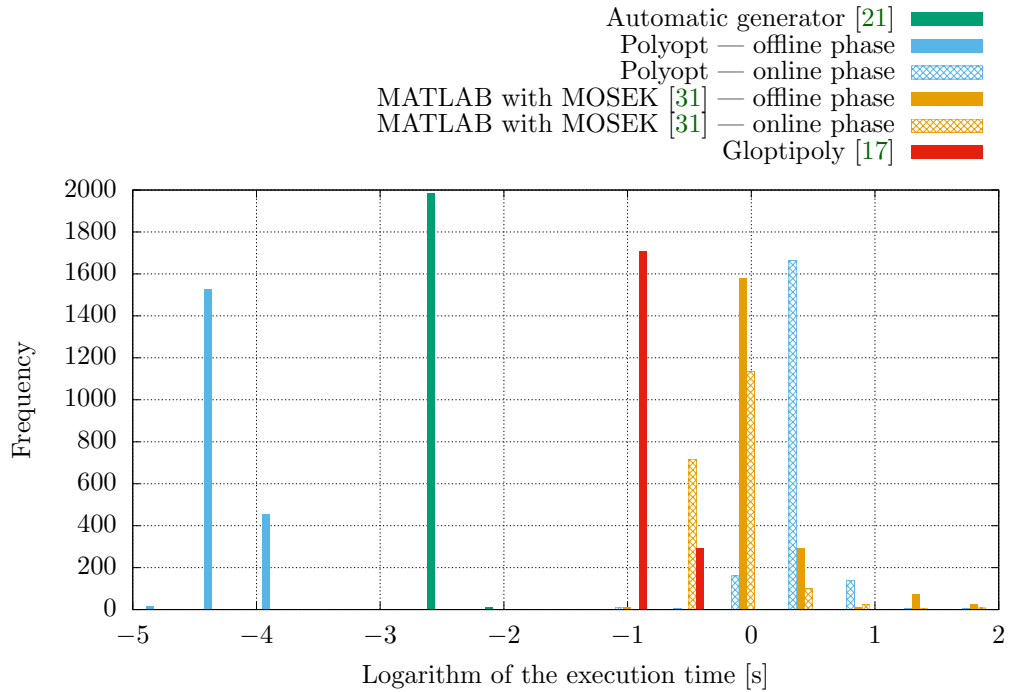 Automatic generator [21]
Polyopt — offline phase
Polyopt — online phase
MATLAB with MOSEK [31] — offline phase
MATLAB with MOSEK [31] — online phase
Gloptipoly [17]
2000
1800
1600
1400
1200
1000
800
600
400
200
0
Frequency
−5 −4 −3 −2 −1 0 1 2
Logarithm of the execution time [s]